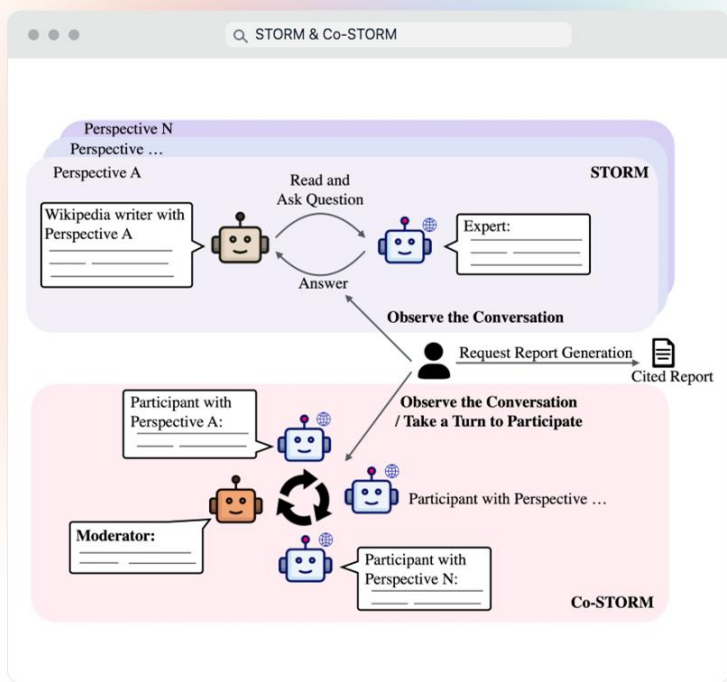 STORM & Co-STORM
Perspective N
Perspective …
Perspective A
STORM
Read and
Ask Question
Wikipedia writer with
Perspective A
Expert:
Answer
Observe the Conversation
Request Report Generation
Cited Report
Observe the Conversation
/ Take a Turn to Participate
Participant with
Perspective A:
Participant with Perspective …
Moderator:
Participant with
Perspective N:
Co-STORM